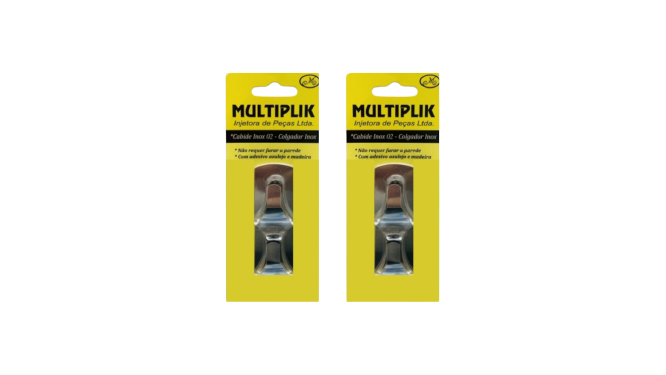 MULTIPLIK
Injetora de Peças Ltda.
*Cabide Inox 02 - Colgador Inox
* Não requer furar a parede
* Com adesivo azulejo e madeira
MULTIPLIK
Injetora de Peças Ltda.
*Cabide Inox 02 - Colgador Inox
* Não requer furar a parede
* Com adesivo azulejo e madeira